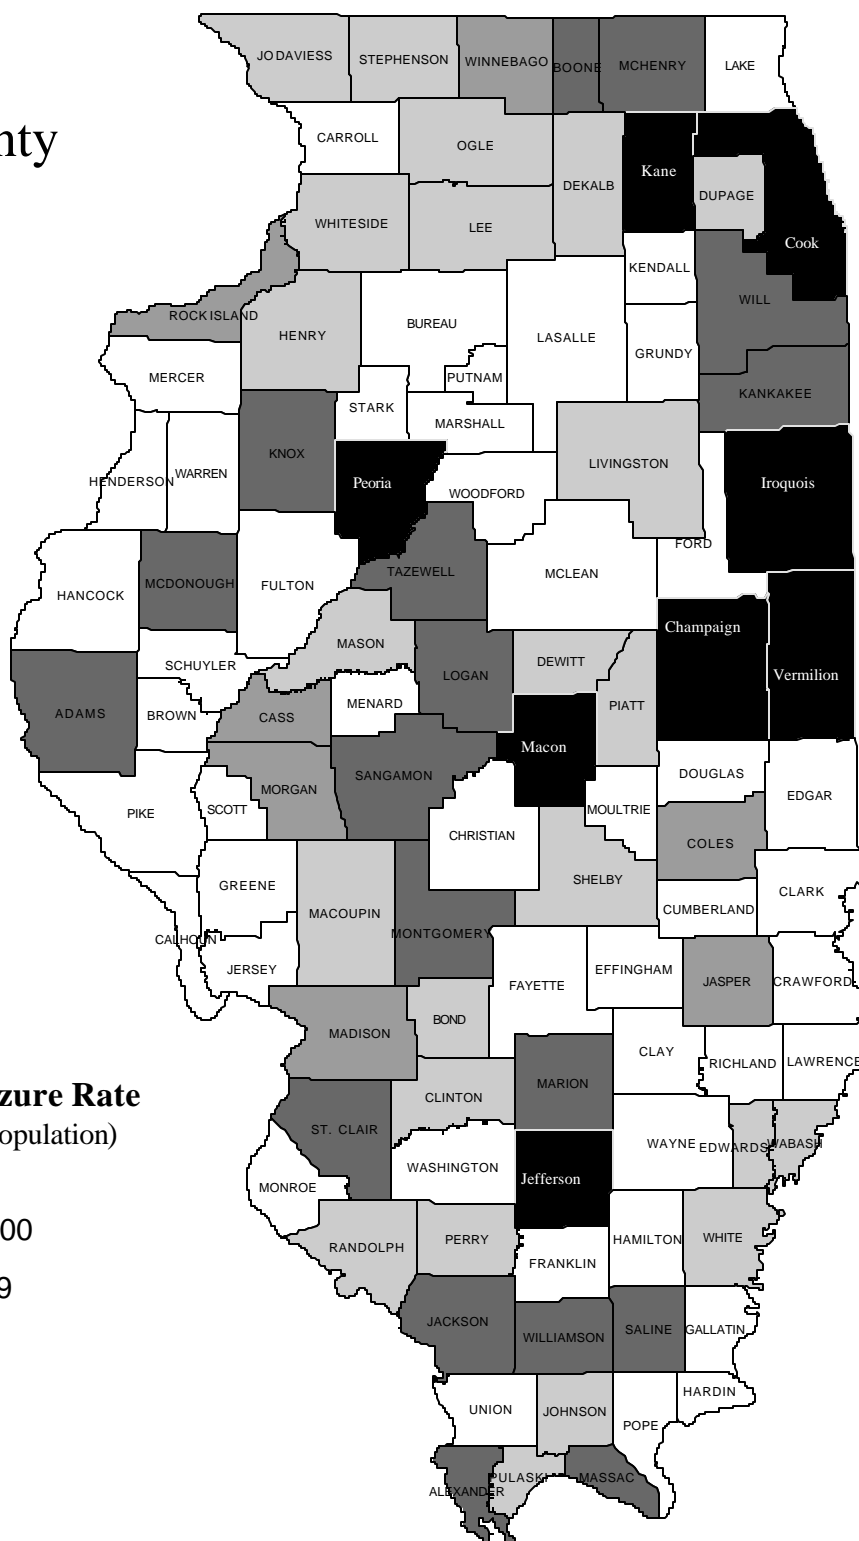 JO DAVIESS
STEPHENSON
WINNEBAGO
BOONE
MCHENRY
LAKE
nty
CARROLL
OGLE
DEKALB
Kane
DUPAGE
Cook
WHITESIDE
LEE
KENDALL
WILL
ROCK ISLAND
HENRY
BUREAU
LASALLE
GRUNDY
MERCER
PUTNAM
KANKAKEE
STARK
MARSHALL
HENDERSON
WARREN
KNOX
Peoria
WOODFORD
LIVINGSTON
Iroquois
FORD
HANCOCK
MCDONOUGH
FULTON
TAZEWELL
MCLEAN
Champaign
Vermilion
SCHUYLER
MASON
LOGAN
DEWITT
PIATT
ADAMS
BROWN
CASS
MENARD
Macon
DOUGLAS
EDGAR
PIKE
SCOTT
MORGAN
SANGAMON
CHRISTIAN
MOULTRIE
COLES
GREENE
MACOUPIN
SHELBY
CUMBERLAND
CLARK
CALHOUN
JERSEY
MONTGOMERY
FAYETTE
EFFINGHAM
JASPER
CRAWFORD
MADISON
BOND
CLAY
RICHLAND
LAWRENCE
zure Rate
opulation)
ST. CLAIR
CLINTON
MARION
WAYNE
EDWARDS
WABASH
MONROE
WASHINGTON
Jefferson
00
9
RANDOLPH
PERRY
FRANKLIN
HAMILTON
WHITE
JACKSON
WILLIAMSON
SALINE
GALLATIN
UNION
JOHNSON
POPE
HARDIN
ALEXANDER
PULASKI
MASSAC